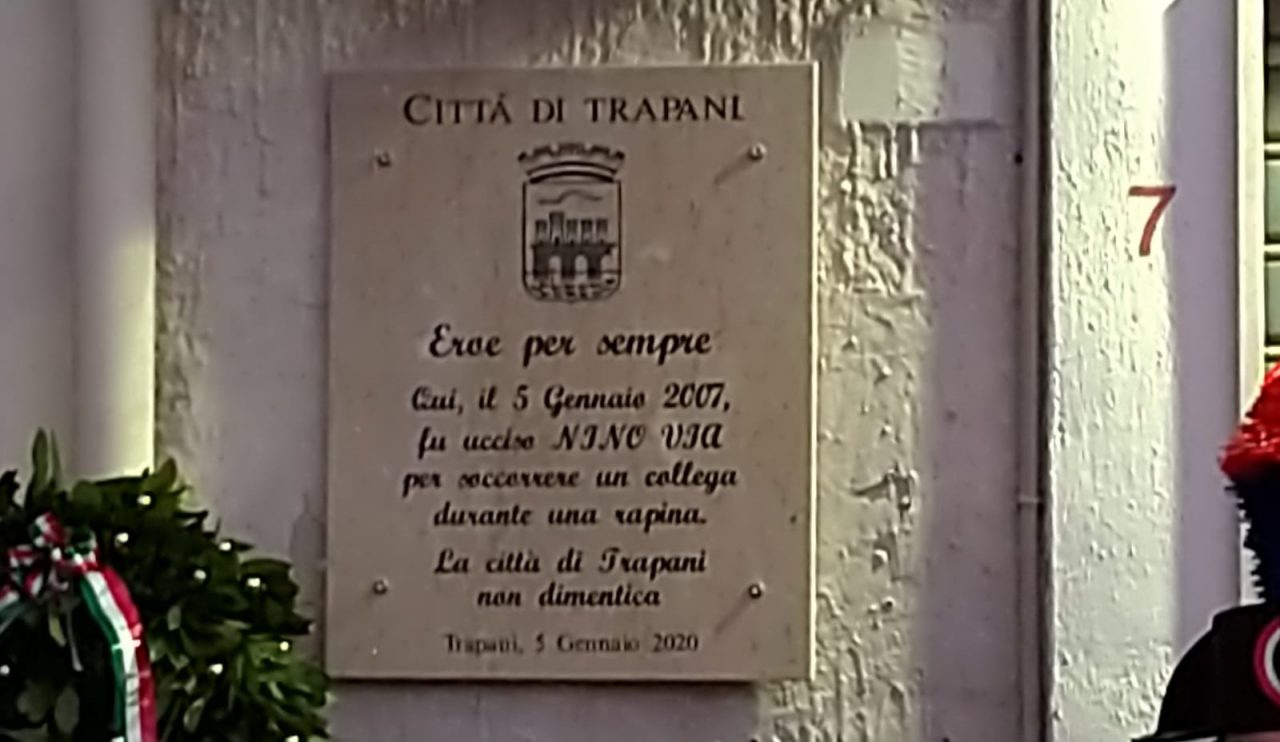 CITTÁ DI TRAPANI
Eroe per sempre
Qui, il 5 Gennaio 2007,
fu ucciso NINO VIA
per soccorrere un collega
durante una rapina.
La città di Trapani
non dimentica
Trapani, 5 Gennaio 2020
7